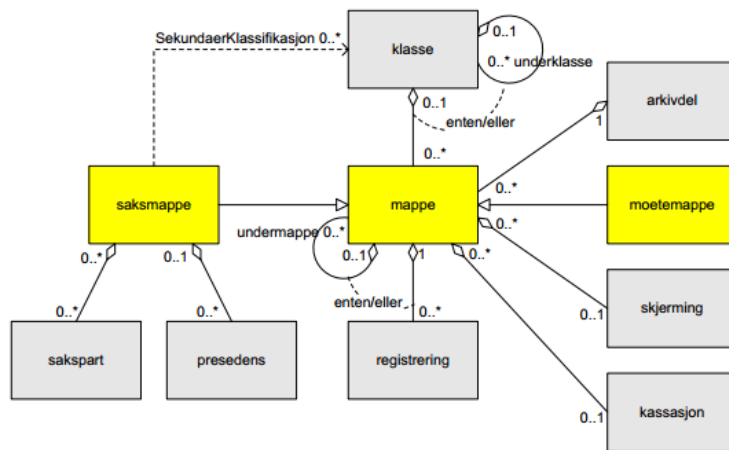 SekundaerKlassifikasjon 0..*
klasse
0..1
0..* underklasse
0..1
enten/eller
0..*
arkivdel
1
0..*
saksmappe
mappe
moetemappe
undermappe 0..*
0..*
0..*
0..1
0..1
1
0..*
enten/eller
0..*
0..*
0..*
0..1
skjerming
sakspart
presedens
registrering
0..1
kassasjon